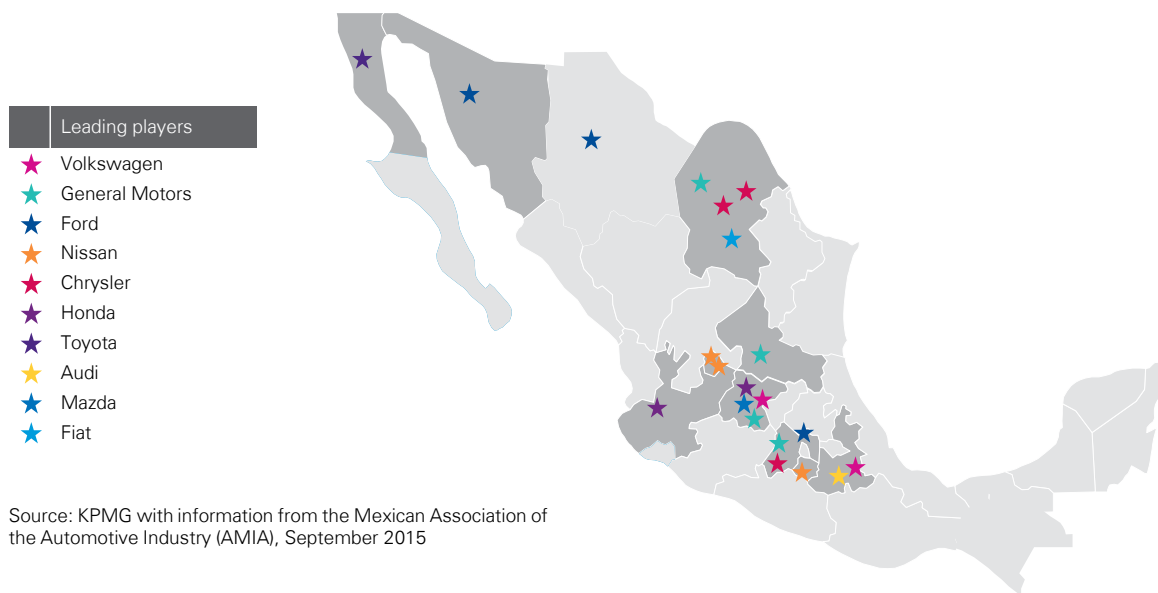 Leading players
Volkswagen
General Motors
Ford
Nissan
Chrysler
Honda
Toyota
Audi
Mazda
Fiat
Source: KPMG with information from the Mexican Association of
the Automotive Industry (AMIA), September 2015